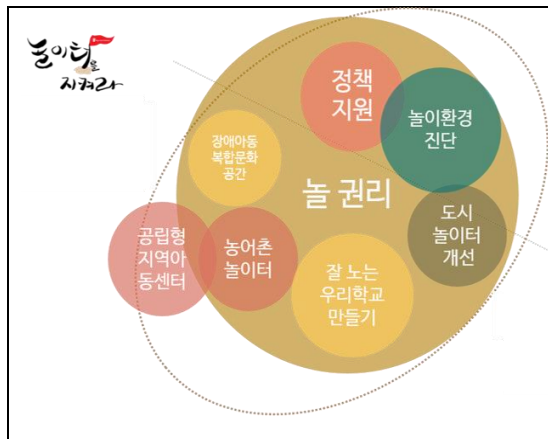 놀이터를
지켜라
정책
지원
놀이환경
진단
장애아동
복합문화
공간
놀 권리
도시
놀이터
개선
공립형
지역아
동센터
농어촌
놀이터
잘 노는
우리학교
만들기